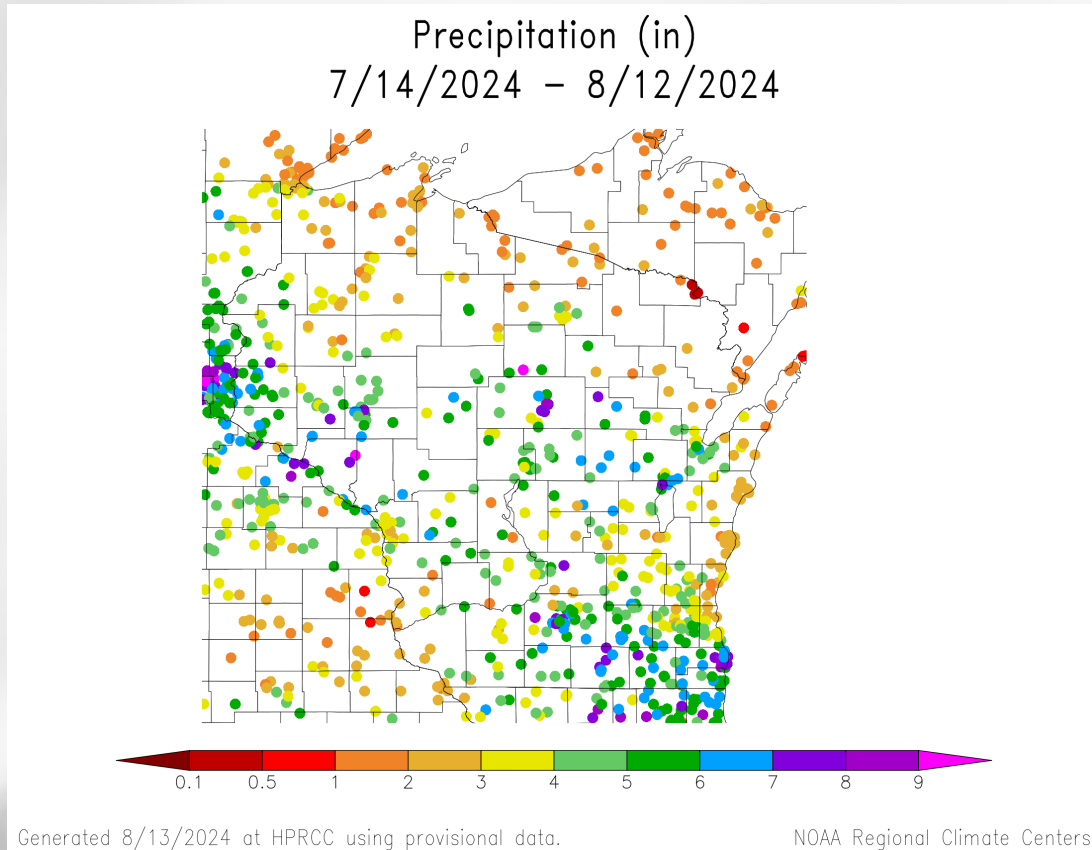 Precipitation (in)
7/14/2024 – 8/12/2024
0.1 0.5 1 2 3 4 5 6 7 8 9
Generated 8/13/2024 at HPRCC using provisional data. NOAA Regional Climate Centers